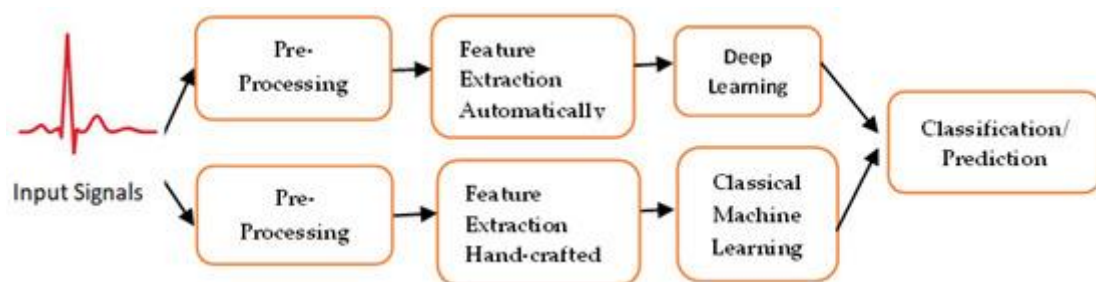 Input Signals
Pre-
Processing
Feature
Extraction
Automatically
Deep
Learning
Pre-
Processing
Feature
Extraction
Hand-crafted
Classical
Machine
Learning
Classification/
Prediction